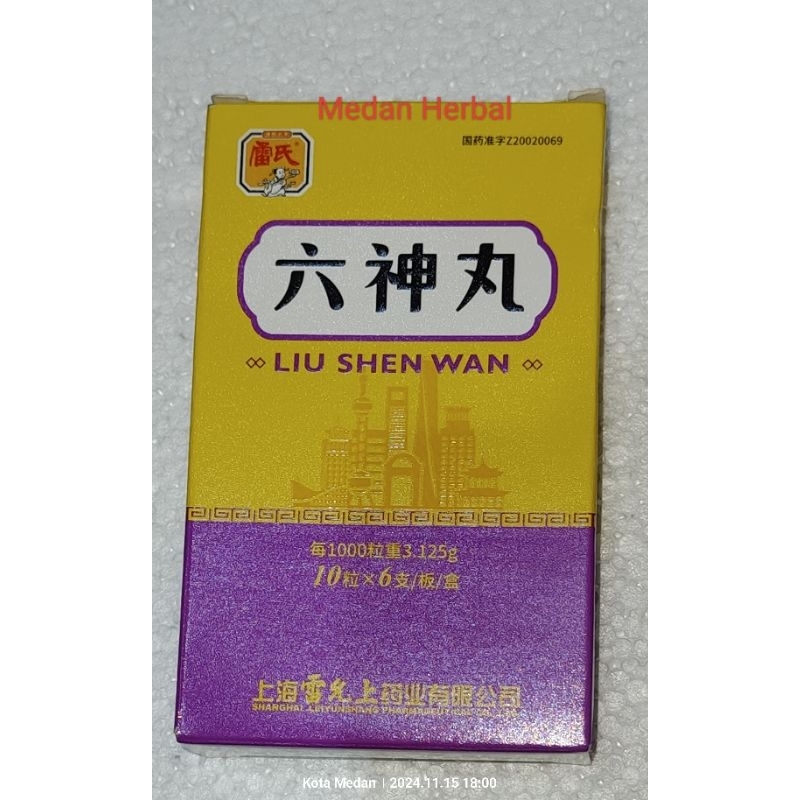 Medan Herbal
国药准字Z20020069
雷氏
六神丸
LIU SHEN WAN
每1000粒重3.125g
10粒×6支/板/盒
上海雷允上药业有限公司
SHANGHAI LEIYUNSHANG PHARMACEUTICAL CO., LTD.
Kota Medan | 2024.11.15 18:00